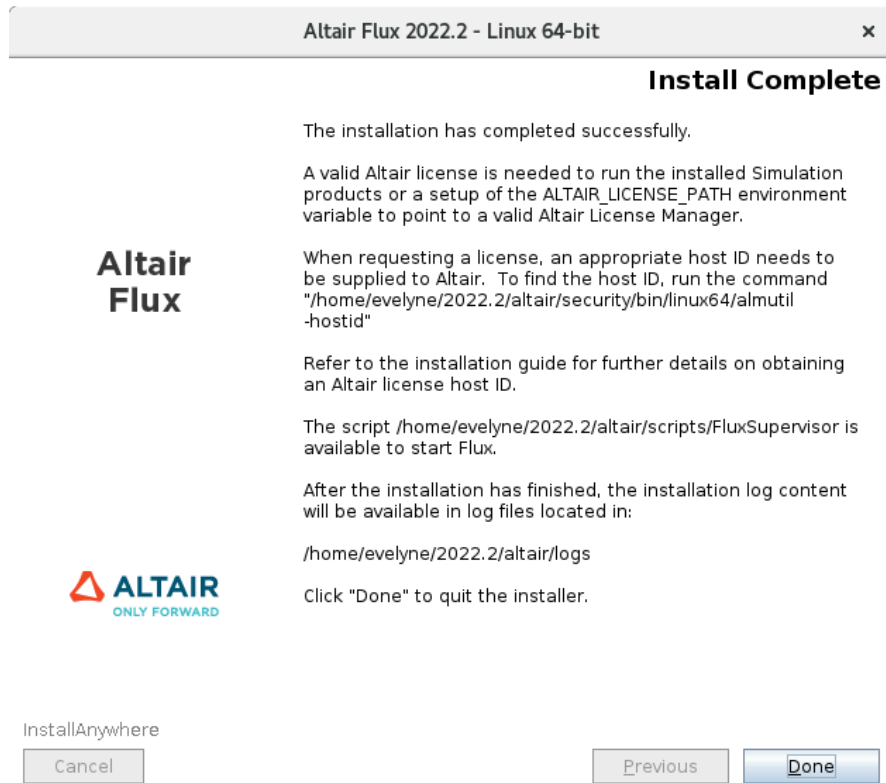 Altair Flux 2022.2 - Linux 64-bit
×
Install Complete
The installation has completed successfully.
A valid Altair license is needed to run the installed Simulation
products or a setup of the ALTAIR_LICENSE_PATH environment
variable to point to a valid Altair License Manager.
When requesting a license, an appropriate host ID needs to
be supplied to Altair.  To find the host ID, run the command
"/home/evelyne/2022.2/altair/security/bin/linux64/almutil
-hostid"
Refer to the installation guide for further details on obtaining
an Altair license host ID.
The script /home/evelyne/2022.2/altair/scripts/FluxSupervisor is
available to start Flux.
After the installation has finished, the installation log content
will be available in log files located in:
/home/evelyne/2022.2/altair/logs
Click "Done" to quit the installer.
Altair
Flux
ALTAIR
ONLY FORWARD
InstallAnywhere
Cancel
Previous
Done